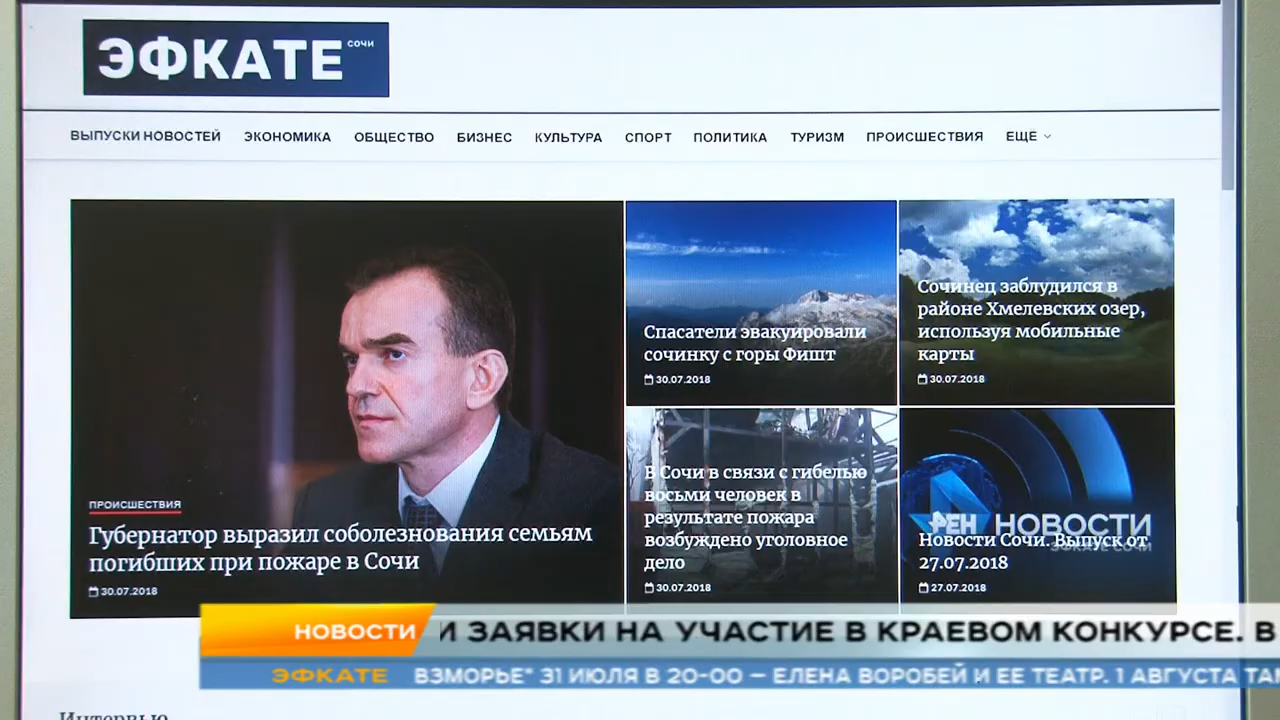 ЭФКАТЕ СОЧИ
ВЫПУСКИ НОВОСТЕЙ ЭКОНОМИКА ОБЩЕСТВО БИЗНЕС КУЛЬТУРА СПОРТ ПОЛИТИКА ТУРИЗМ ПРОИСШЕСТВИЯ ЕЩЕ
ПРОИСШЕСТВИЯ
Губернатор выразил соболезнования семьям
погибших при пожаре в Сочи
30.07.2018
Спасатели эвакуировали
сочинку с горы Фишт
30.07.2018
Сочинец заблудился в
районе Хмелевских озер,
используя мобильные
карты
30.07.2018
В Сочи в связи с гибелью
восьми человек в
результате пожара
возбуждено уголовное
дело
30.07.2018
РЕН НОВОСТИ
ЭФКАТЕ СОЧИ
Новости Сочи. Выпуск от
27.07.2018
27.07.2018
НОВОСТИ И ЗАЯВКИ НА УЧАСТИЕ В КРАЕВОМ КОНКУРСЕ. В
ЭФКАТЕ ВЗМОРЬЕ" 31 ИЮЛЯ В 20-00 – ЕЛЕНА ВОРОБЕЙ И ЕЕ ТЕАТР. 1 АВГУСТА ТАМ
Интервью